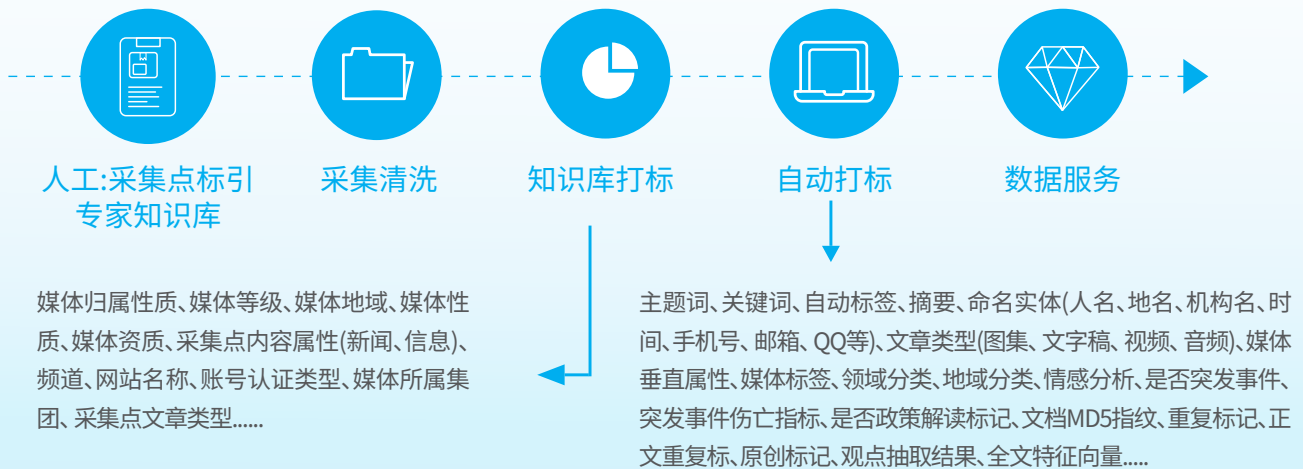 人工:采集点标引
专家知识库
采集清洗
知识库打标
自动打标
数据服务
媒体归属性质、媒体等级、媒体地域、媒体性
质、媒体资质、采集点内容属性(新闻、信息)、
频道、网站名称、账号认证类型、媒体所属集
团、采集点文章类型......
主题词、关键词、自动标签、摘要、命名实体(人名、地名、机构名、时
间、手机号、邮箱、QQ等)、文章类型(图集、文字稿、视频、音频)、媒体
垂直属性、媒体标签、领域分类、地域分类、情感分析、是否突发事件、
突发事件伤亡指标、是否政策解读标记、文档MD5指纹、重复标记、正
文重复标、原创标记、观点抽取结果、全文特征向量.....